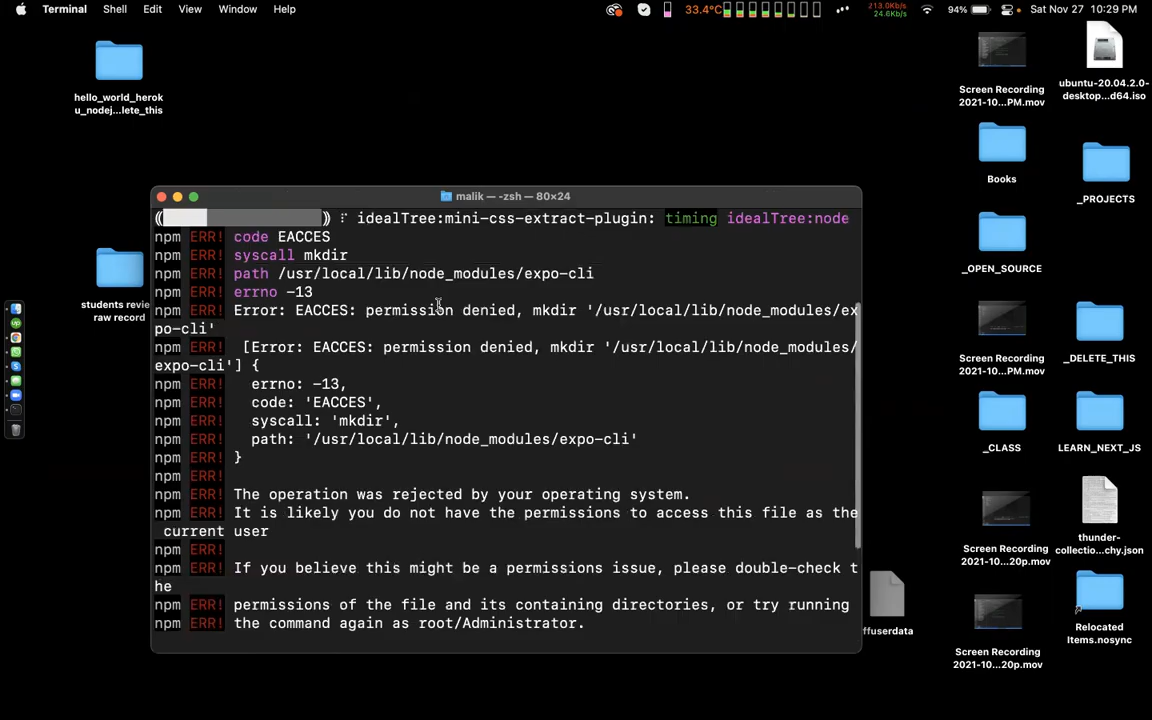 Terminal Shell Edit View Window Help
33.4°C
213.0Kb/s
24.6Kb/s
94%
Sat Nov 27 10:29 PM
hello_world_herok
u_nodej...lete_this
students revie
raw record
malik — -zsh — 80×24
idealTree:mini-css-extract-plugin: timing idealTree:node
npm ERR! code EACCES
npm ERR! syscall mkdir
npm ERR! path /usr/local/lib/node_modules/expo-cli
npm ERR! errno -13
npm ERR! Error: EACCES: permission denied, mkdir '/usr/local/lib/node_modules/ex
po-cli'
npm ERR!  [Error: EACCES: permission denied, mkdir '/usr/local/lib/node_modules/
expo-cli'] {
npm ERR!   errno: -13,
npm ERR!   code: 'EACCES',
npm ERR!   syscall: 'mkdir',
npm ERR!   path: '/usr/local/lib/node_modules/expo-cli'
npm ERR! }
npm ERR!
npm ERR! The operation was rejected by your operating system.
npm ERR! It is likely you do not have the permissions to access this file as the
 current user
npm ERR!
npm ERR! If you believe this might be a permissions issue, please double-check t
he
npm ERR! permissions of the file and its containing directories, or try running
npm ERR! the command again as root/Administrator.
ffuserdata
Screen Recording
2021-10...PM.mov
ubuntu-20.04.2.0-
desktop...d64.iso
Books
_PROJECTS
_OPEN_SOURCE
Screen Recording
2021-10...PM.mov
_DELETE_THIS
_CLASS
LEARN_NEXT_JS
Screen Recording
2021-10...20p.mov
thunder-
collectio...chy.json
Screen Recording
2021-10...20p.mov
Relocated
Items.nosync